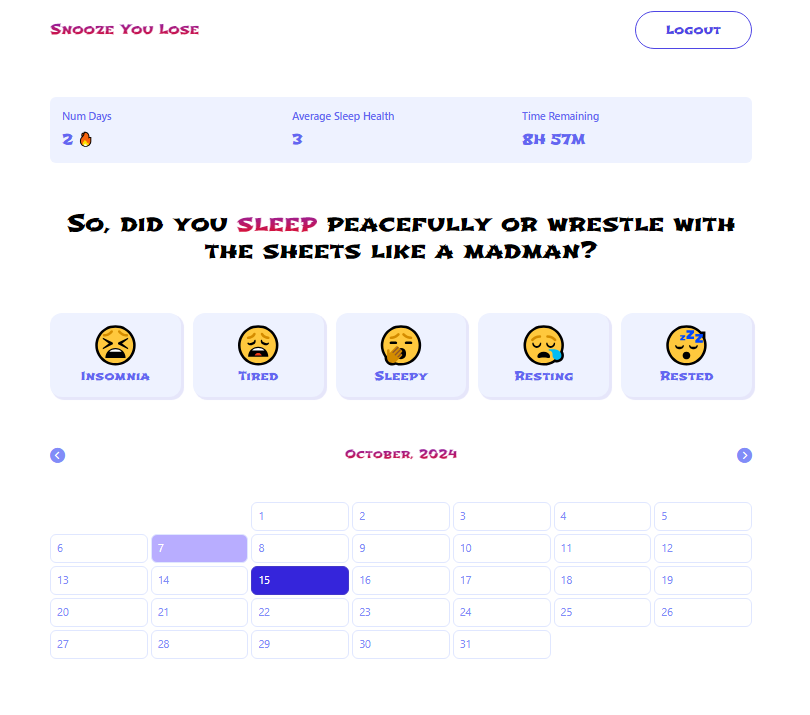 Snooze You Lose
Logout
Num Days
Average Sleep Health
Time Remaining
2 🔥
3
8H 57M
So, did you sleep peacefully or wrestle with
the sheets like a madman?
Insomnia
Tired
Sleepy
Resting
Rested
October, 2024
1 2 3 4 5
6 7 8 9 10 11 12
13 14 15 16 17 18 19
20 21 22 23 24 25 26
27 28 29 30 31